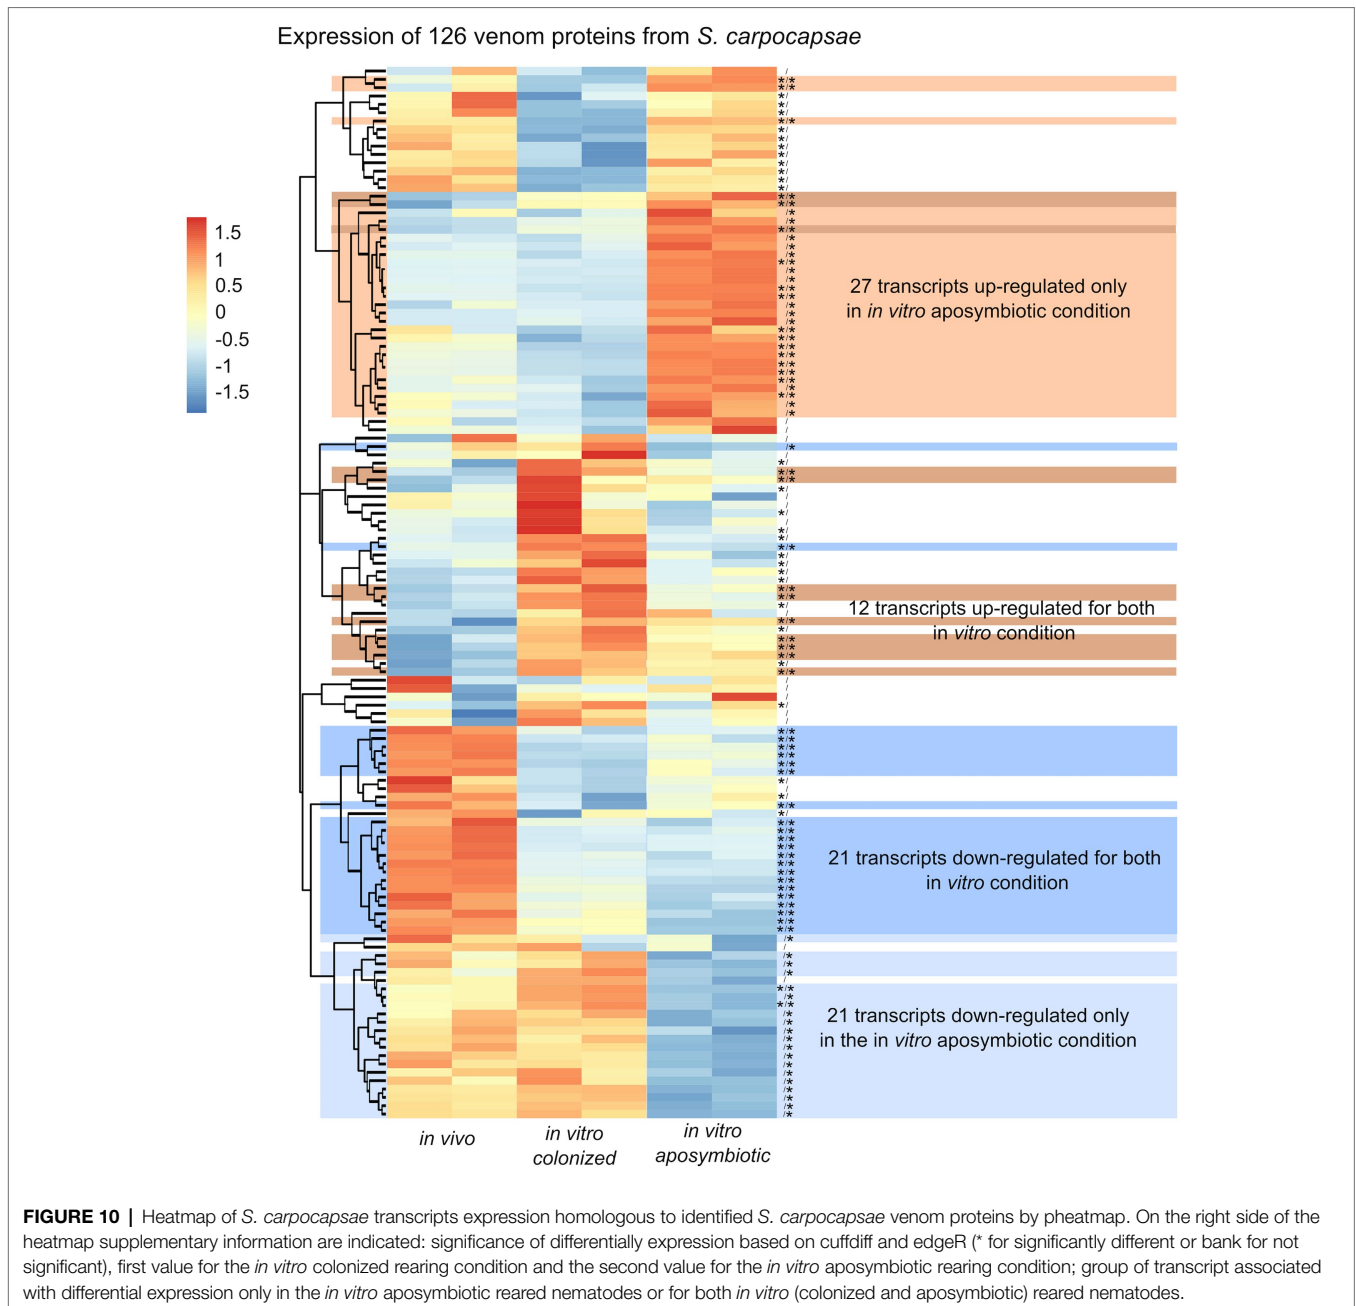 Expression of 126 venom proteins from S. carpocapsae
1.5
1
0.5
0
-0.5
-1
-1.5
27 transcripts up-regulated only
in in vitro aposymbiotic condition
12 transcripts up-regulated for both
in vitro condition
21 transcripts down-regulated for both
in vitro condition
21 transcripts down-regulated only
in the in vitro aposymbiotic condition
in vivo
in vitro
colonized
in vitro
aposymbiotic
FIGURE 10 | Heatmap of S. carpocapsae transcripts expression homologous to identified S. carpocapsae venom proteins by pheatmap. On the right side of the
heatmap supplementary information are indicated: significance of differentially expression based on cuffdiff and edgeR (* for significantly different or bank for not
significant), first value for the in vitro colonized rearing condition and the second value for the in vitro aposymbiotic rearing condition; group of transcript associated
with differential expression only in the in vitro aposymbiotic reared nematodes or for both in vitro (colonized and aposymbiotic) reared nematodes.